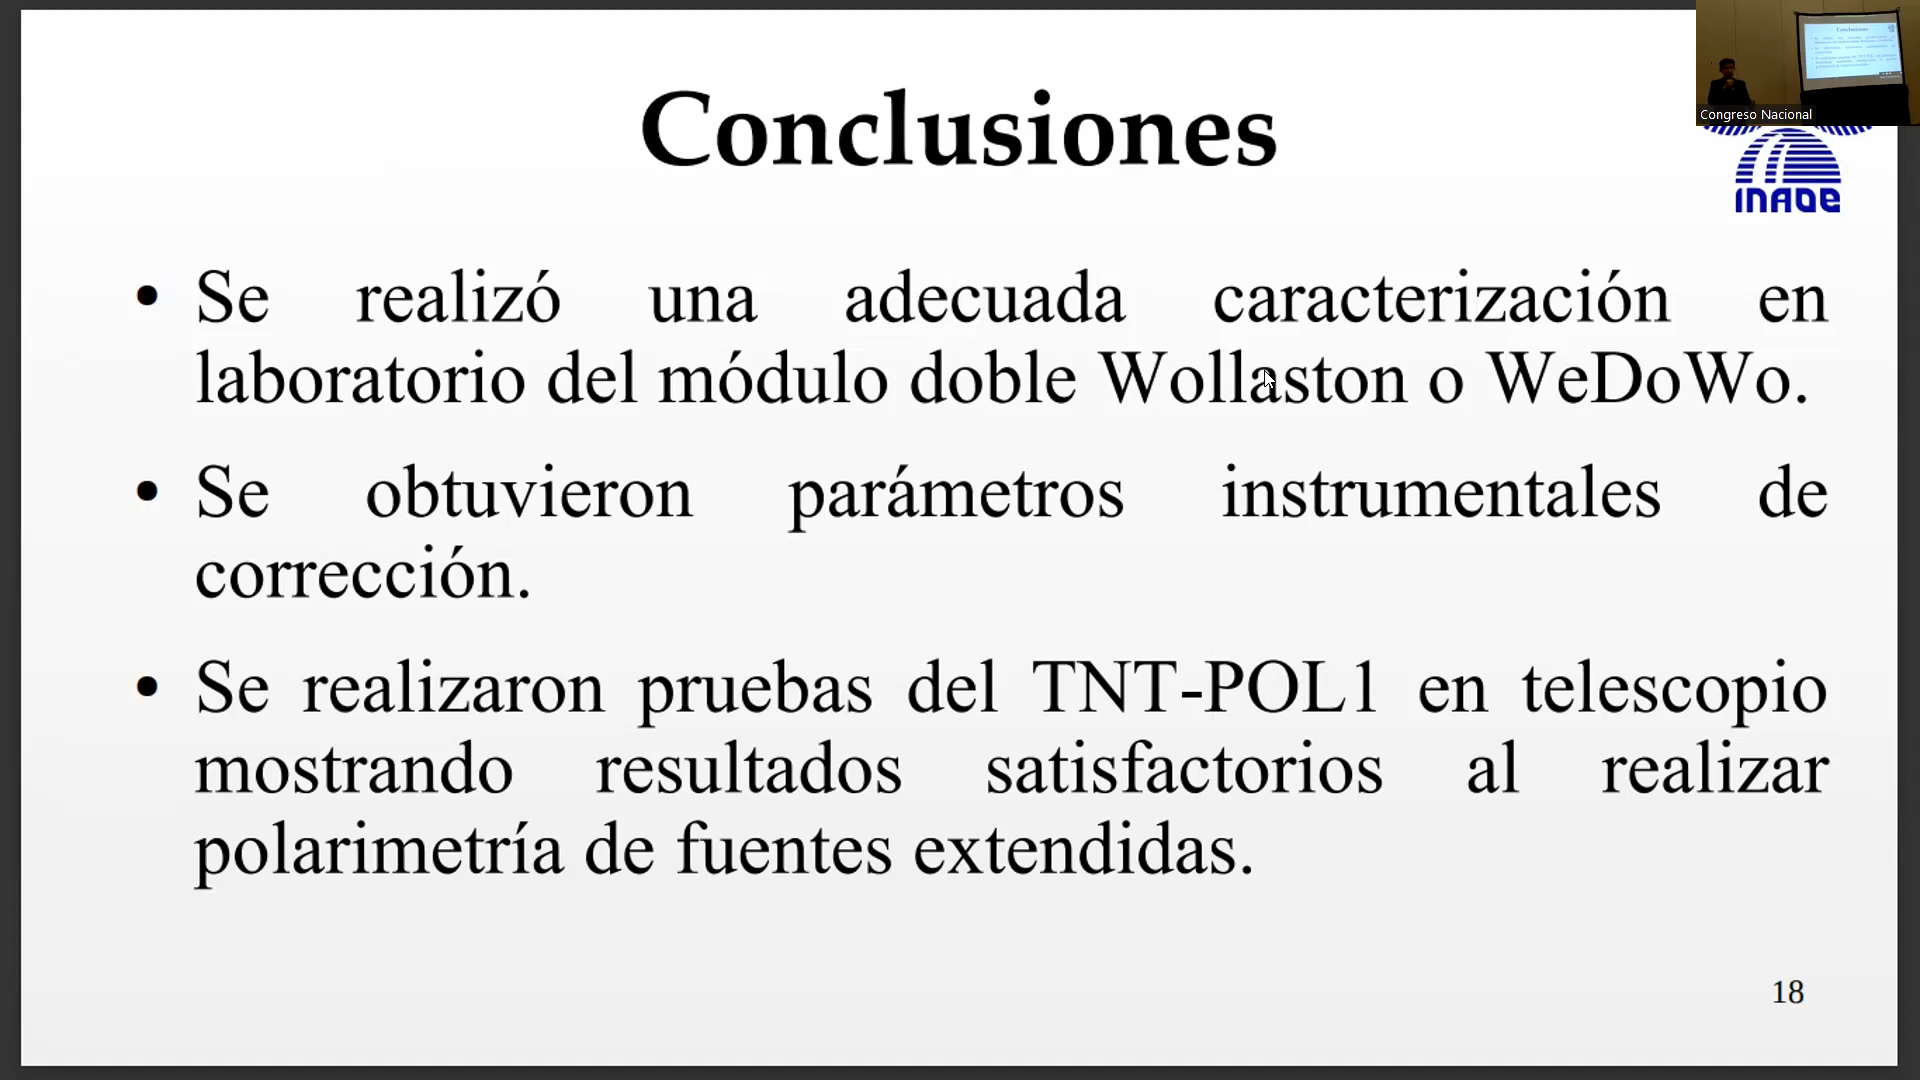 Conclusiones
Congreso Nacional
INAOE
• Se realizó una adecuada caracterización en
laboratorio del módulo doble Wollaston o WeDoWo.
• Se obtuvieron parámetros instrumentales de
corrección.
• Se realizaron pruebas del TNT-POL1 en telescopio
mostrando resultados satisfactorios al realizar
polarimetría de fuentes extendidas.
18